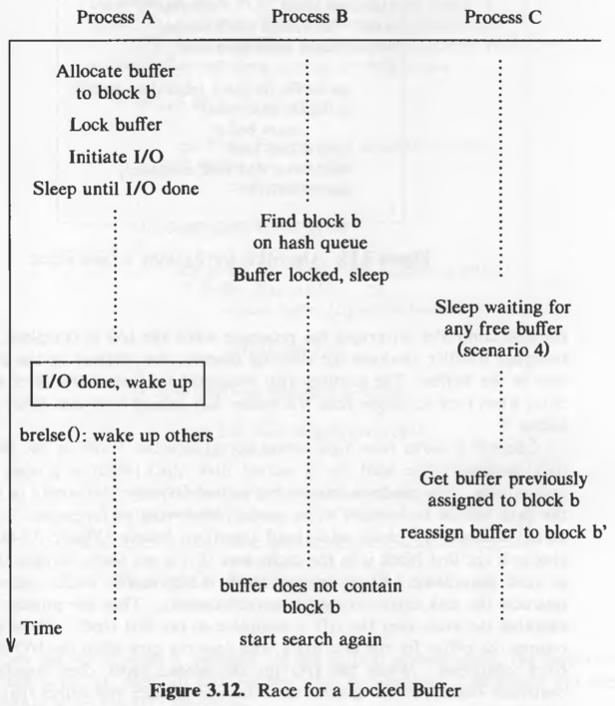 Process A
Process B
Process C
Allocate buffer
to block b
Lock buffer
Initiate I/O
Sleep until I/O done
Find block b
on hash queue
Buffer locked, sleep
Sleep waiting for
any free buffer
(scenario 4)
I/O done, wake up
brelse(): wake up others
Get buffer previously
assigned to block b
reassign buffer to block b'
buffer does not contain
block b
start search again
Time
Figure 3.12. Race for a Locked Buffer